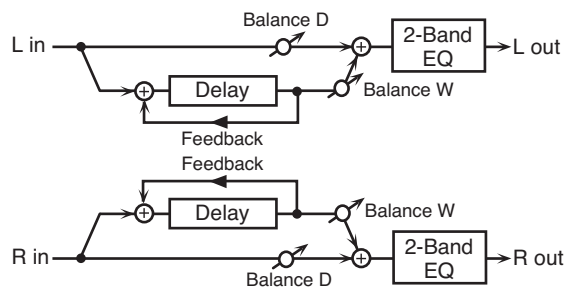 Balance D
L in
2-Band
EQ
L out
Delay
Balance W
Feedback
Feedback
Delay
Balance W
R in
Balance D
2-Band
EQ
R out